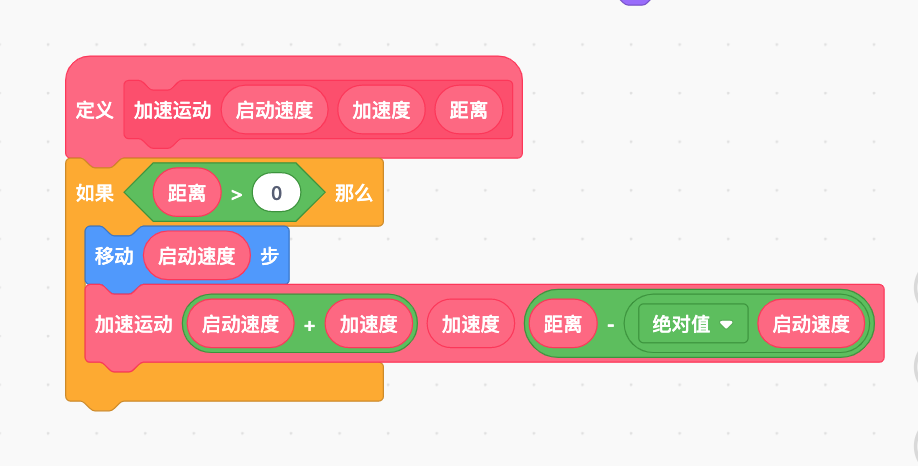 定义 加速运动 启动速度 加速度 距离
如果 距离 > 0 那么
移动 启动速度 步
加速运动 启动速度 + 加速度 加速度 距离 - 绝对值 启动速度